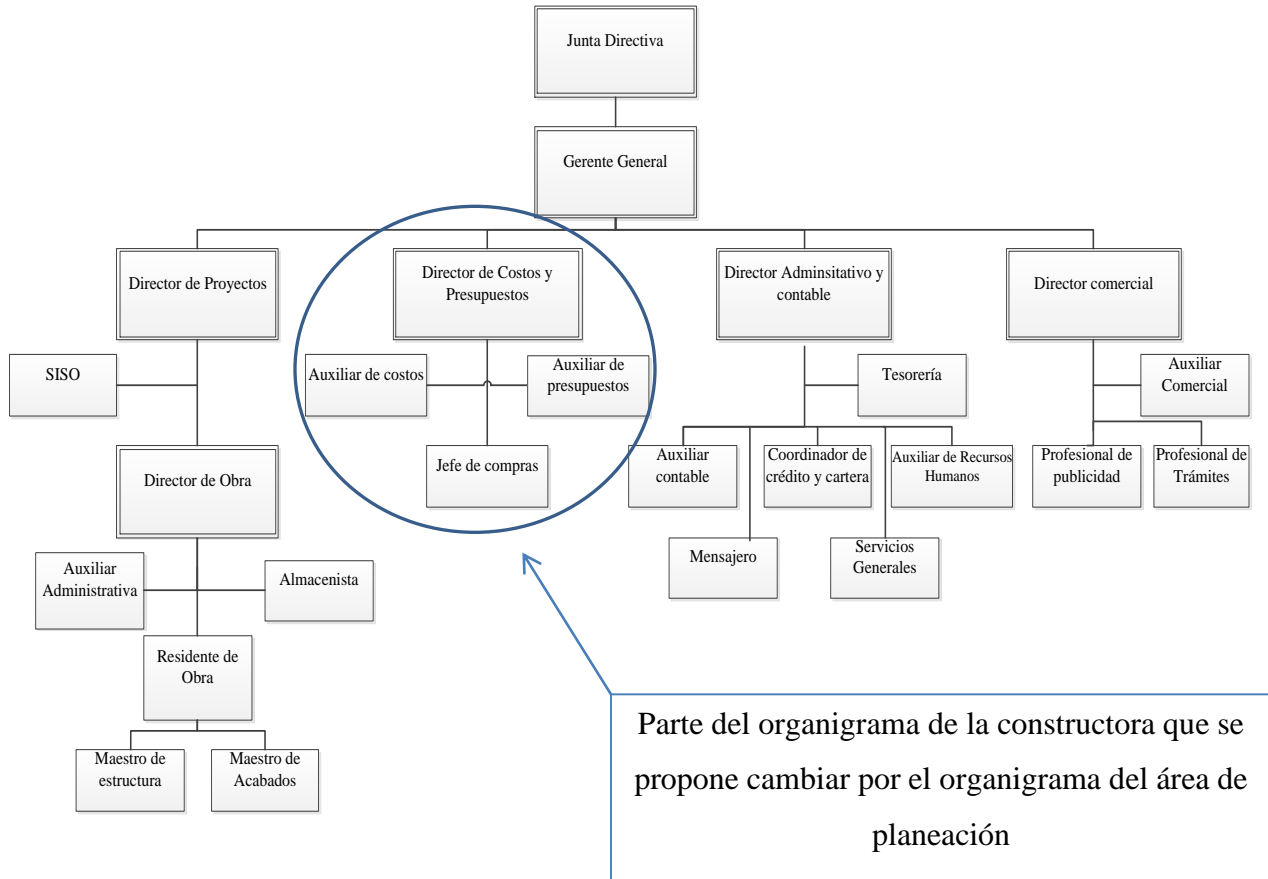 Junta Directiva
Gerente General
Director de Proyectos
Director de Costos y
Presupuestos
Director Adminsitativo y
contable
Director comercial
SISO
Auxiliar de costos
Auxiliar de
presupuestos
Tesorería
Auxiliar
Comercial
Director de Obra
Jefe de compras
Auxiliar
contable
Coordinador de
crédito y cartera
Auxiliar de Recursos
Humanos
Profesional de
publicidad
Profesional de
Trámites
Mensajero
Servicios
Generales
Auxiliar
Administrativa
Almacenista
Residente de
Obra
Maestro de
estructura
Maestro de
Acabados
Parte del organigrama de la constructora que se
propone cambiar por el organigrama del área de
planeación